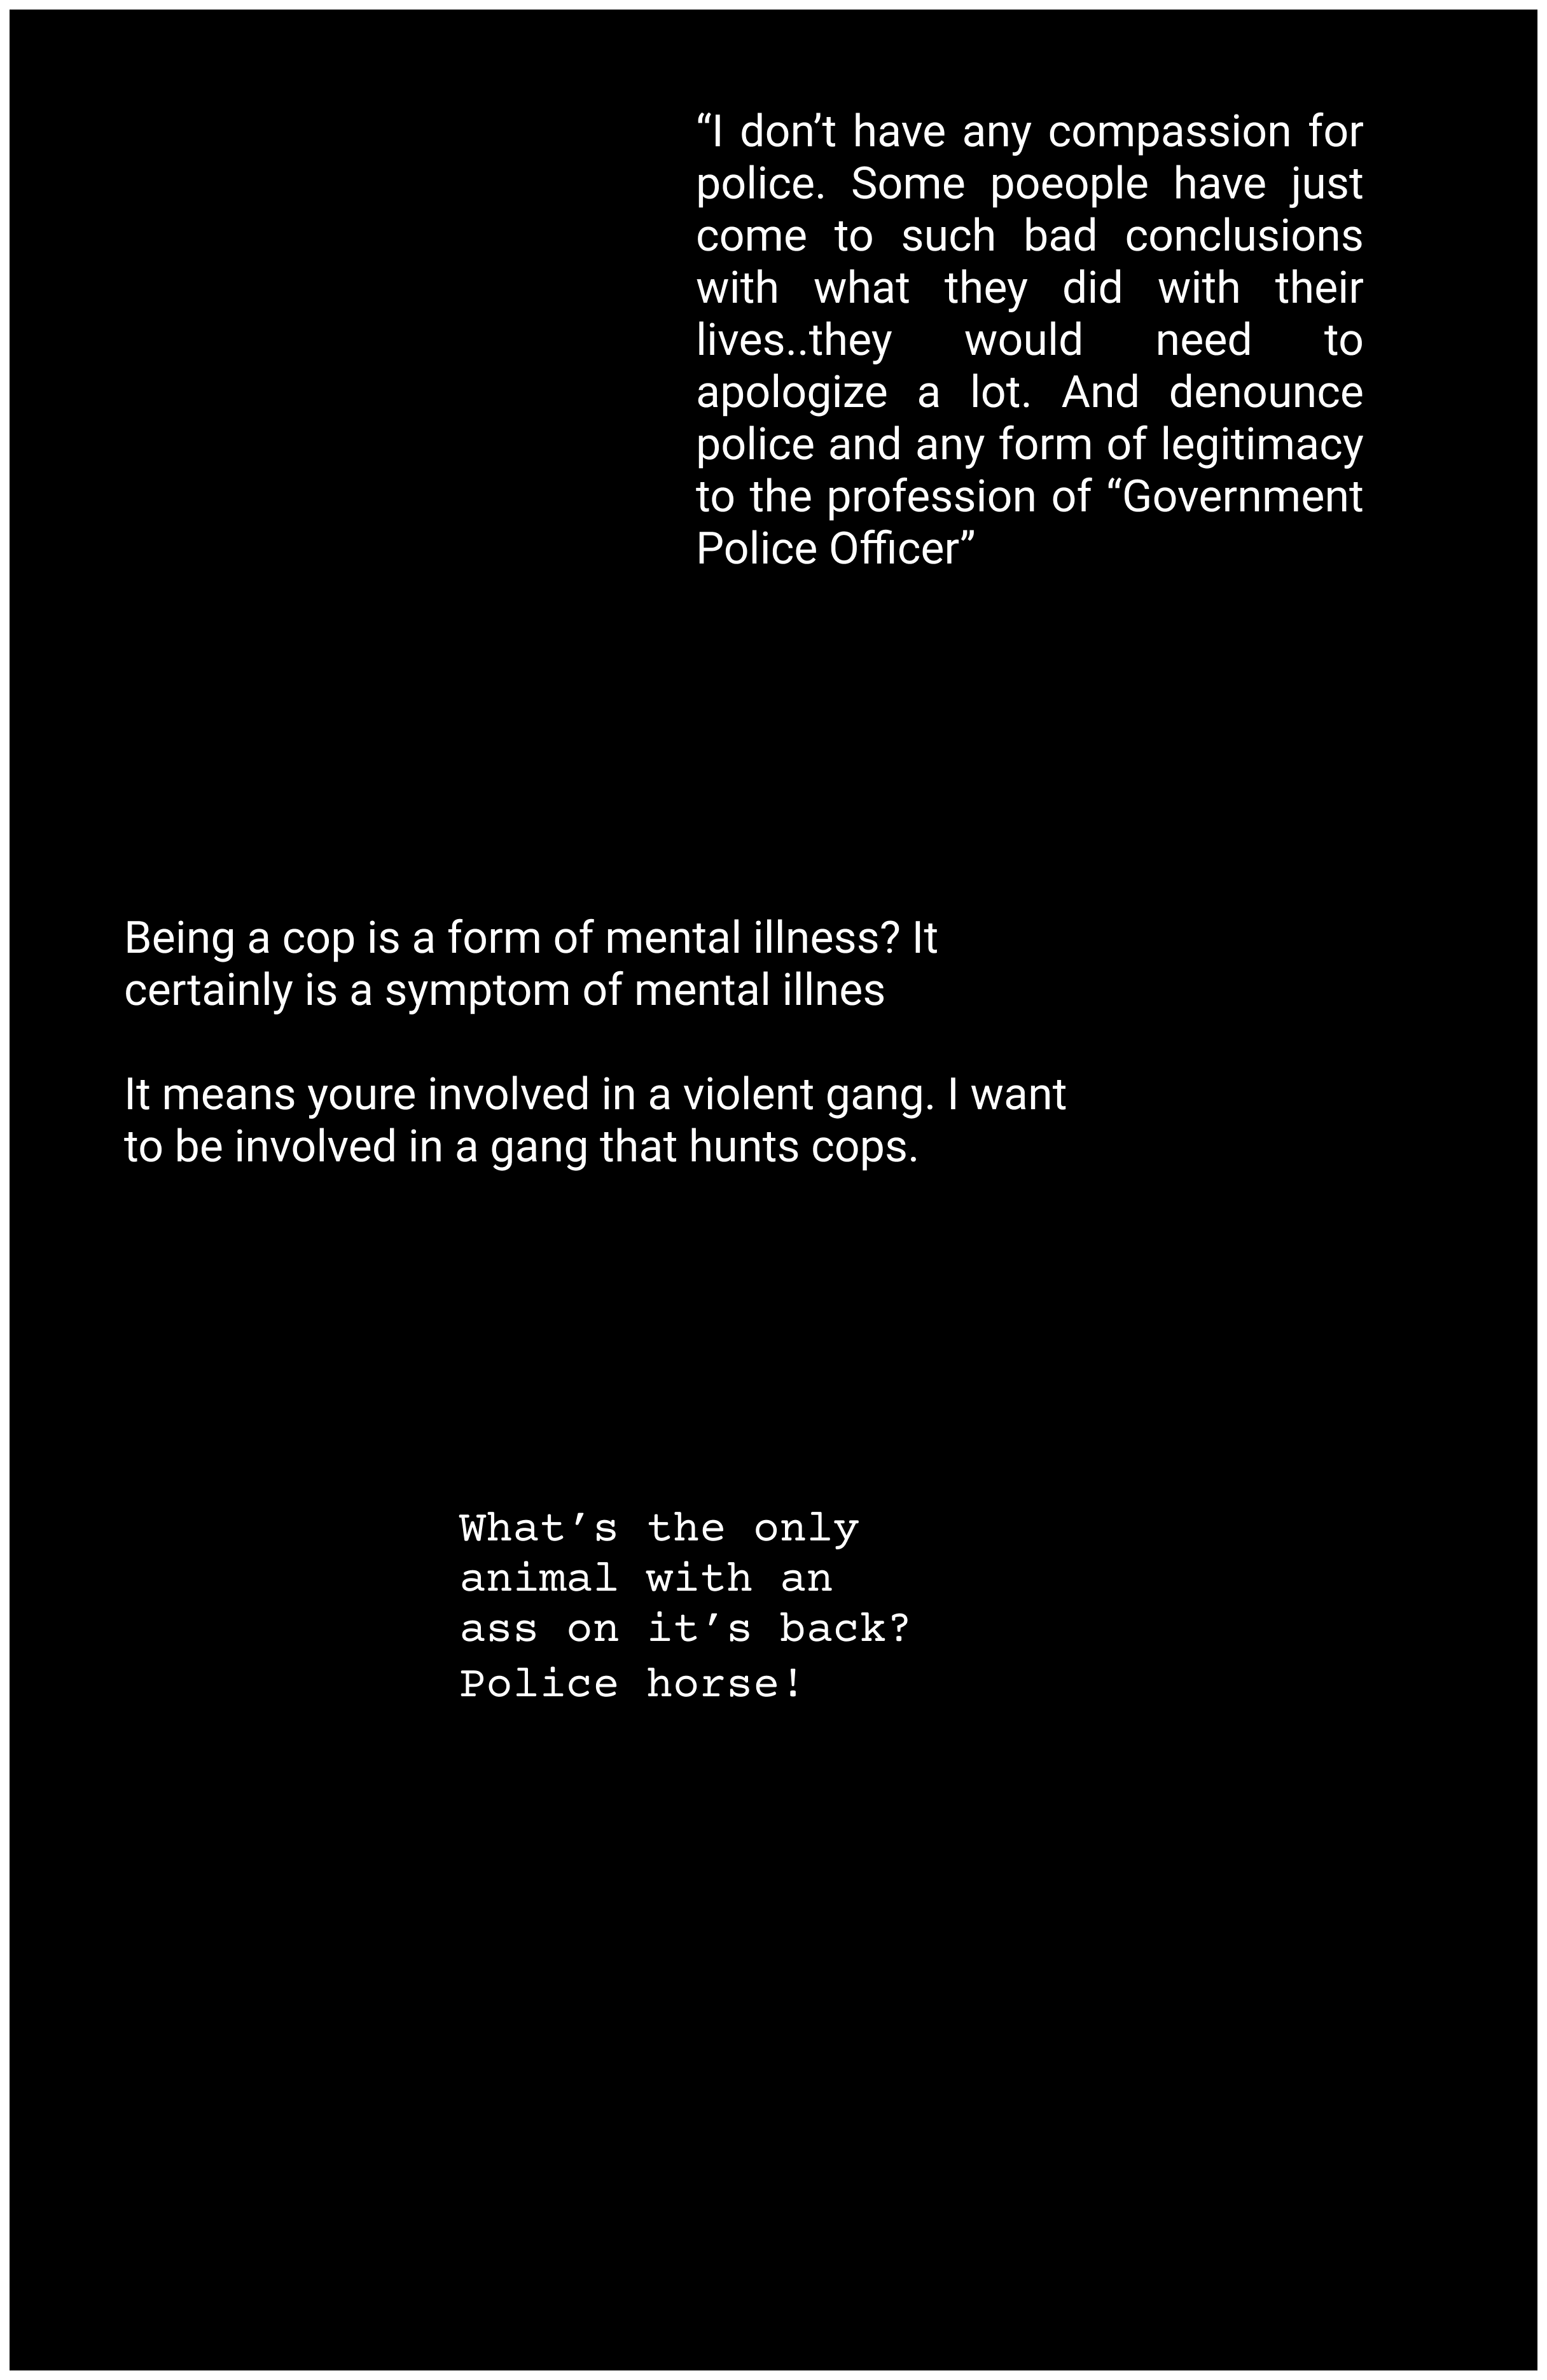 “I don’t have any compassion for
police. Some poeople have just
come to such bad conclusions
with what they did with their
lives..they would need to
apologize a lot. And denounce
police and any form of legitimacy
to the profession of “Government
Police Officer”
Being a cop is a form of mental illness? It
certainly is a symptom of mental illnes
It means youre involved in a violent gang. I want
to be involved in a gang that hunts cops.
What’s the only
animal with an
ass on it’s back?
Police horse!